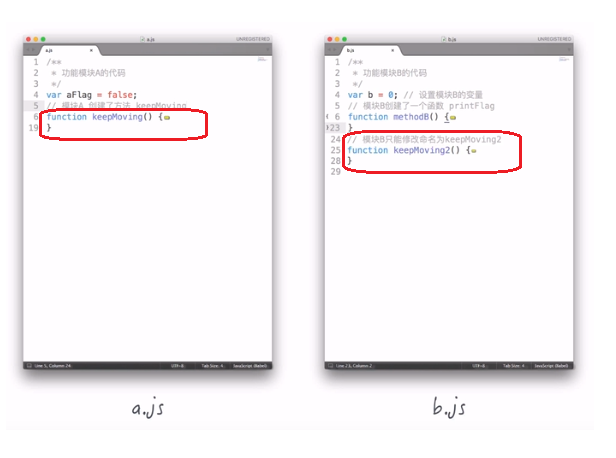 a.js
UNREGISTERED
a.js
1 /**
2 * 功能模块A的代码
3 */
4 var aFlag = false;
5 // 模块A 创建了方法 keepMoving
6 function keepMoving() {
19 }
Line 5, Column 24
UTF-8
Tab Size: 4
JavaScript (Babel)
a.js
b.js
UNREGISTERED
b.js
1 /**
2 * 功能模块B的代码
3 */
4 var b = 0; // 设置模块B的变量
5 // 模块B创建了一个函数 printFlag
6 function methodB() {
23 }
24 // 模块B只能修改命名为keepMoving2
25 function keepMoving2() {
28 }
29
Line 23, Column 2
UTF-8
Tab Size: 4
JavaScript (Babel)
b.js